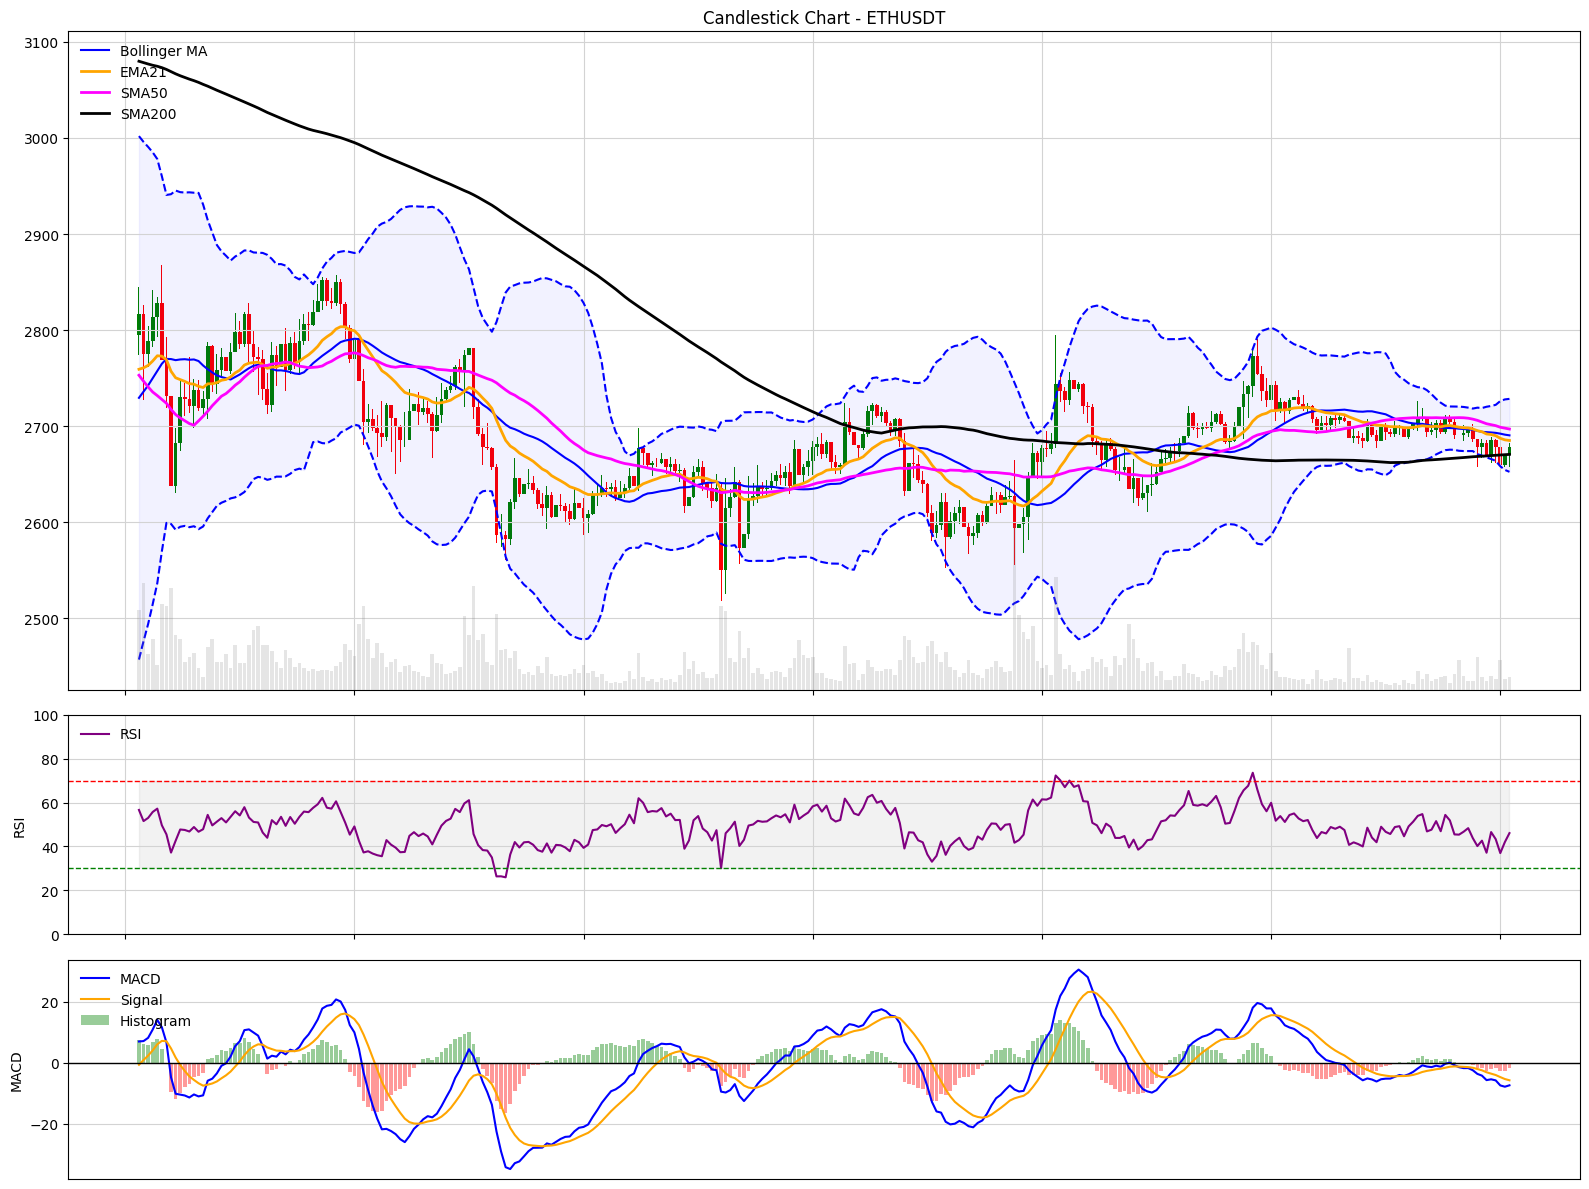 Candlestick Chart - ETHUSDT
3100
3000
2900
2800
2700
2600
2500
Bollinger MA
EMA21
SMA50
SMA200
100
80
60
40
20
0
RSI
RSI
20
0
−20
MACD
MACD
Signal
Histogram